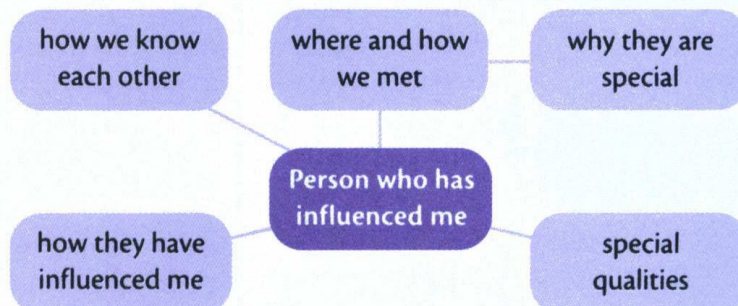 how we know
each other
where and how
we met
why they are
special
Person who has
influenced me
how they have
influenced me
special
qualities